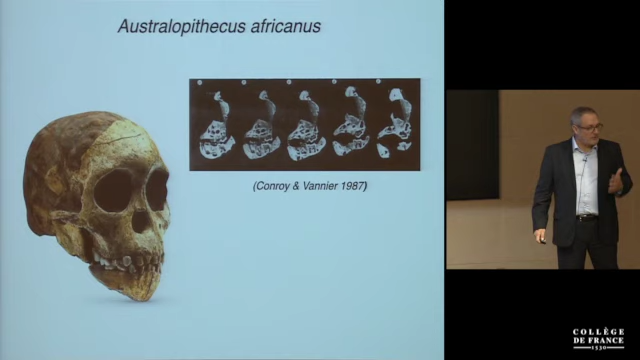 Australopithecus africanus
(Conroy & Vannier 1987)
COLLÈGE
DE FRANCE
1530